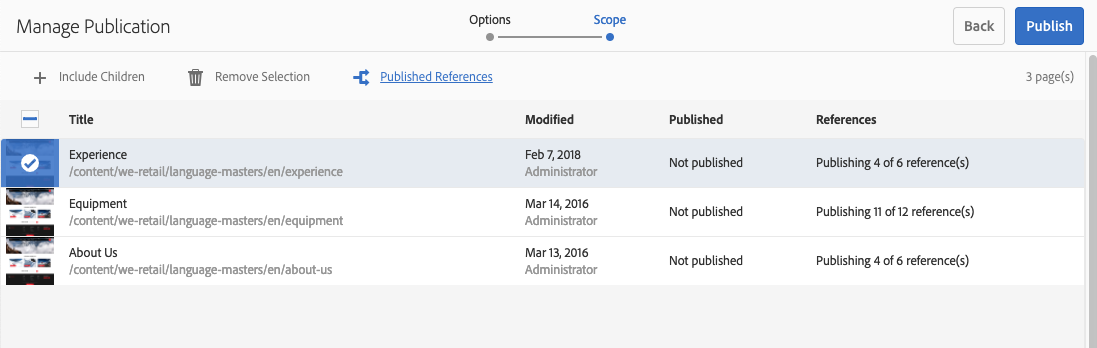 Manage Publication
Options
Scope
Back
Publish
Include Children
Remove Selection
Published References
3 page(s)
Title Modified Published References
Experience
/content/we-retail/language-masters/en/experience
Feb 7, 2018
Administrator
Not published
Publishing 4 of 6 reference(s)
Equipment
/content/we-retail/language-masters/en/equipment
Mar 14, 2016
Administrator
Not published
Publishing 11 of 12 reference(s)
About Us
/content/we-retail/language-masters/en/about-us
Mar 13, 2016
Administrator
Not published
Publishing 4 of 6 reference(s)